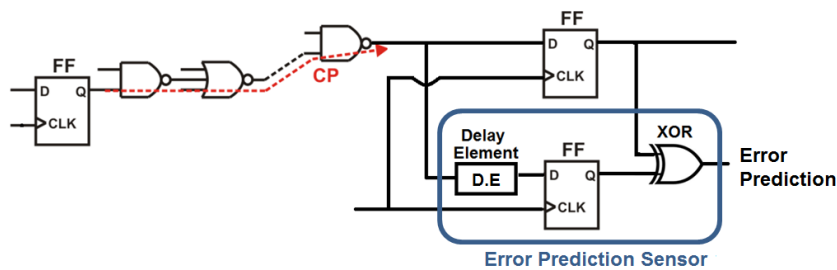 FF
D Q
CLK
CP
FF
D Q
CLK
Delay
Element
D.E
FF
D Q
CLK
XOR
Error
Prediction
Error Prediction Sensor